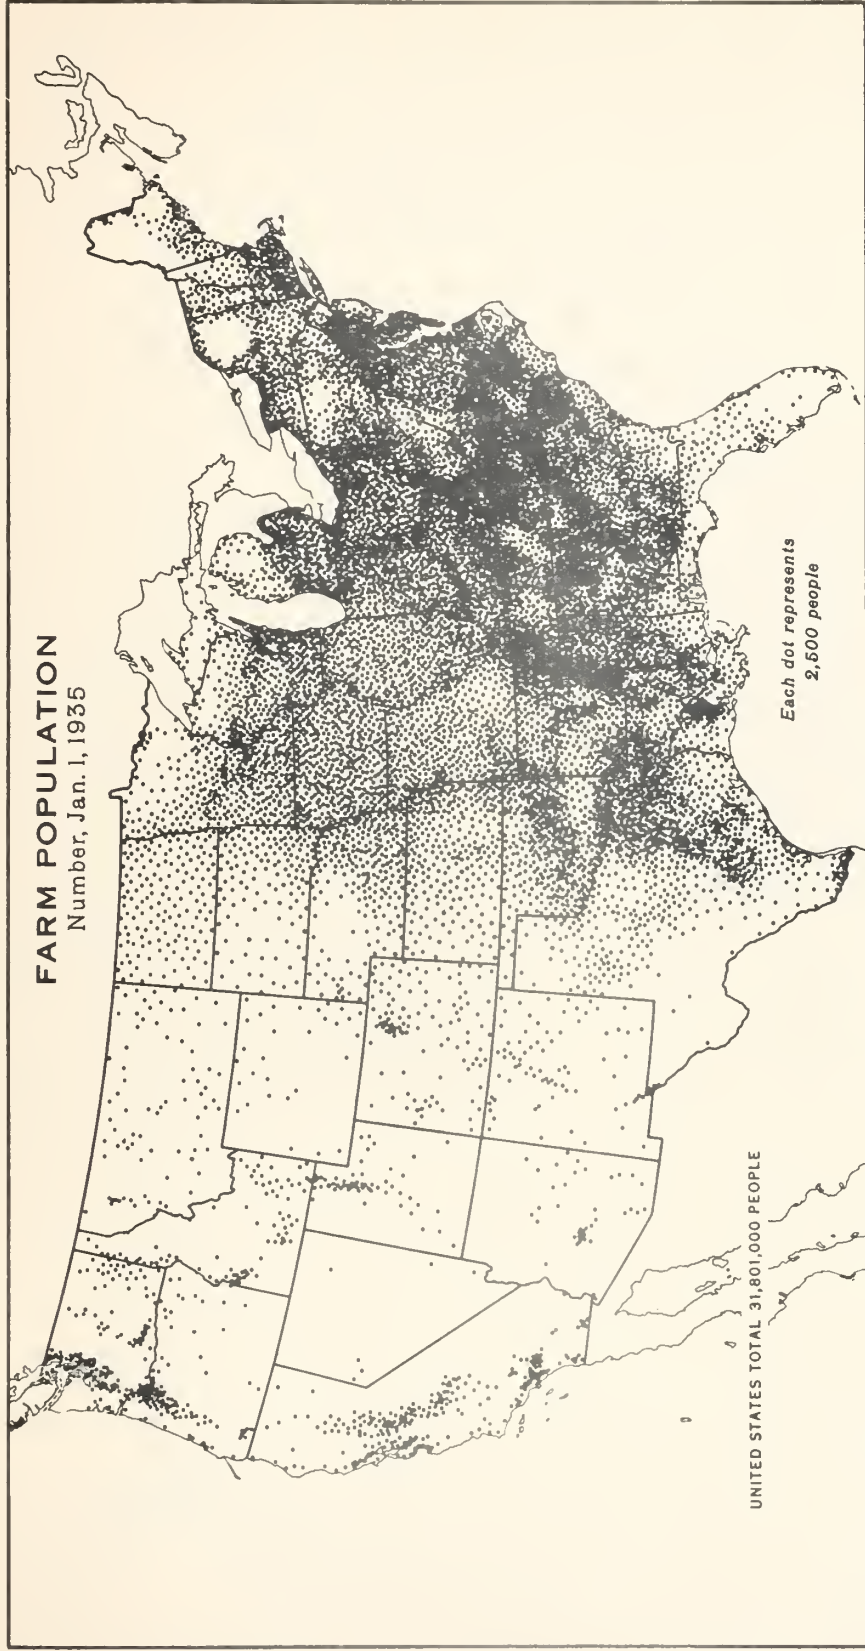 FARM POPULATION
Number, Jan. 1, 1935
Each dot represents
2,500 people
UNITED STATES TOTAL 31,801,000 PEOPLE